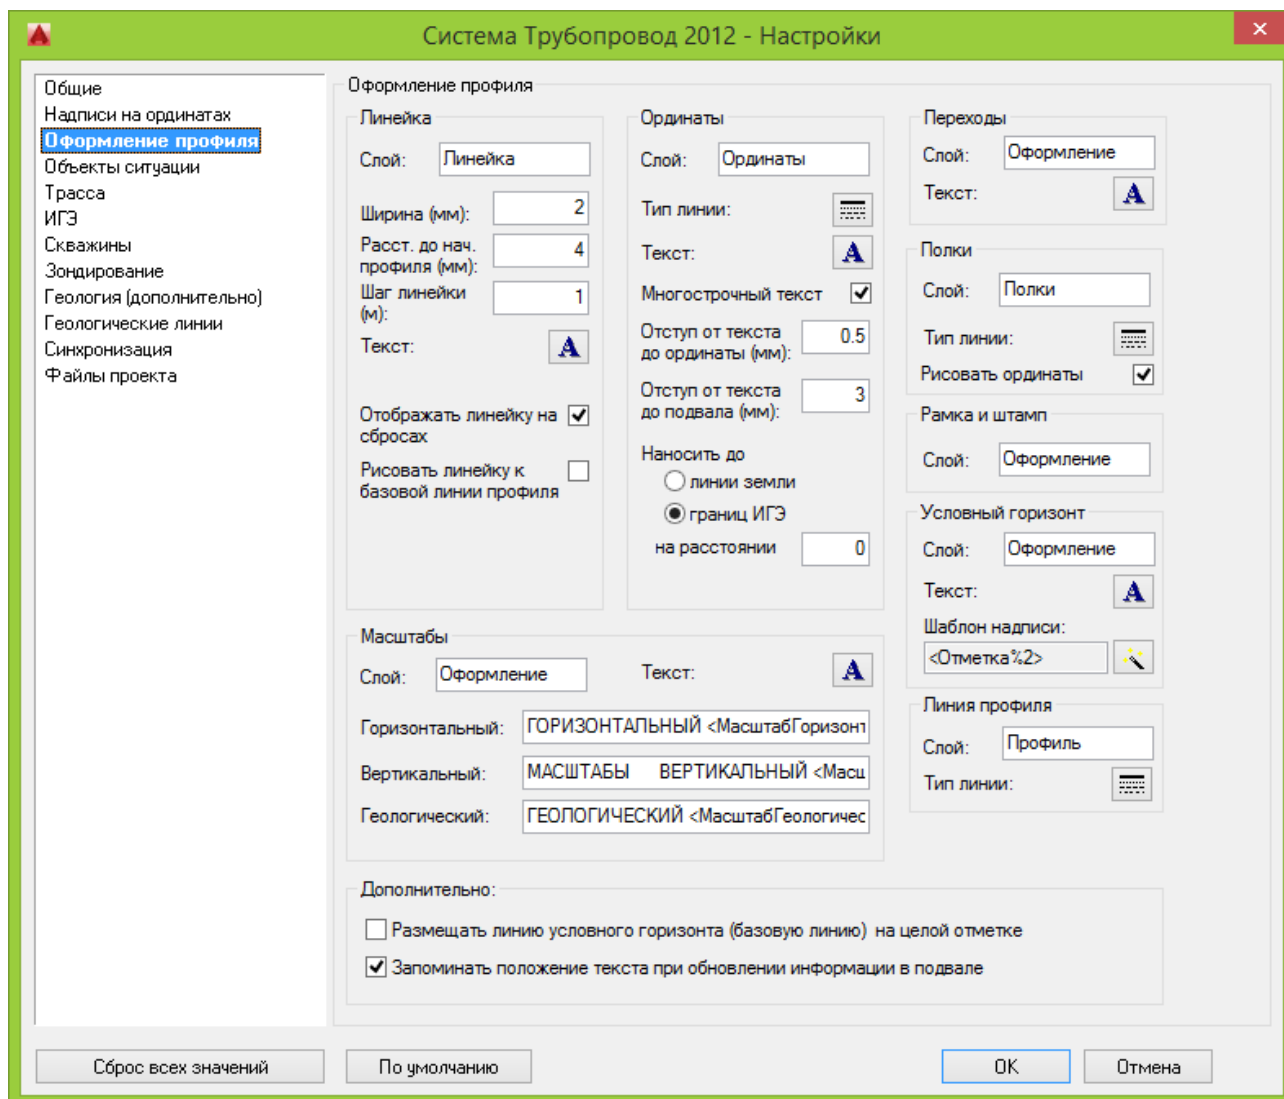 Система Трубопровод 2012 - Настройки
Общие
Надписи на ординатах
Оформление профиля
Объекты ситуации
Трасса
ИГЭ
Скважины
Зондирование
Геология (дополнительно)
Геологические линии
Синхронизация
Файлы проекта
Оформление профиля
Линейка
Слой: Линейка
Ширина (мм): 2
Расст. до нач.
профиля (мм): 4
Шаг линейки
(м): 1
Текст: A
Отображать линейку на
сбросах
Рисовать линейку к
базовой линии профиля
Ординаты
Слой: Ординаты
Тип линии:
Текст: A
Многострочный текст
Отступ от текста
до ординаты (мм): 0.5
Отступ от текста
до подвала (мм): 3
Наносить до
линии земли
границ ИГЭ
на расстоянии 0
Переходы
Слой: Оформление
Текст: A
Полки
Слой: Полки
Тип линии:
Рисовать ординаты
Рамка и штамп
Слой: Оформление
Условный горизонт
Слой: Оформление
Текст: A
Шаблон надписи:
<Отметка%2>
Линия профиля
Слой: Профиль
Тип линии:
Масштабы
Слой: Оформление Текст: A
Горизонтальный: ГОРИЗОНТАЛЬНЫЙ <МасштабГоризонт
Вертикальный: МАСШТАБЫ ВЕРТИКАЛЬНЫЙ <Масш
Геологический: ГЕОЛОГИЧЕСКИЙ <МасштабГеологичес
Дополнительно:
Размещать линию условного горизонта (базовую линию) на целой отметке
Запоминать положение текста при обновлении информации в подвале
Сброс всех значений
По умолчанию
OK
Отмена